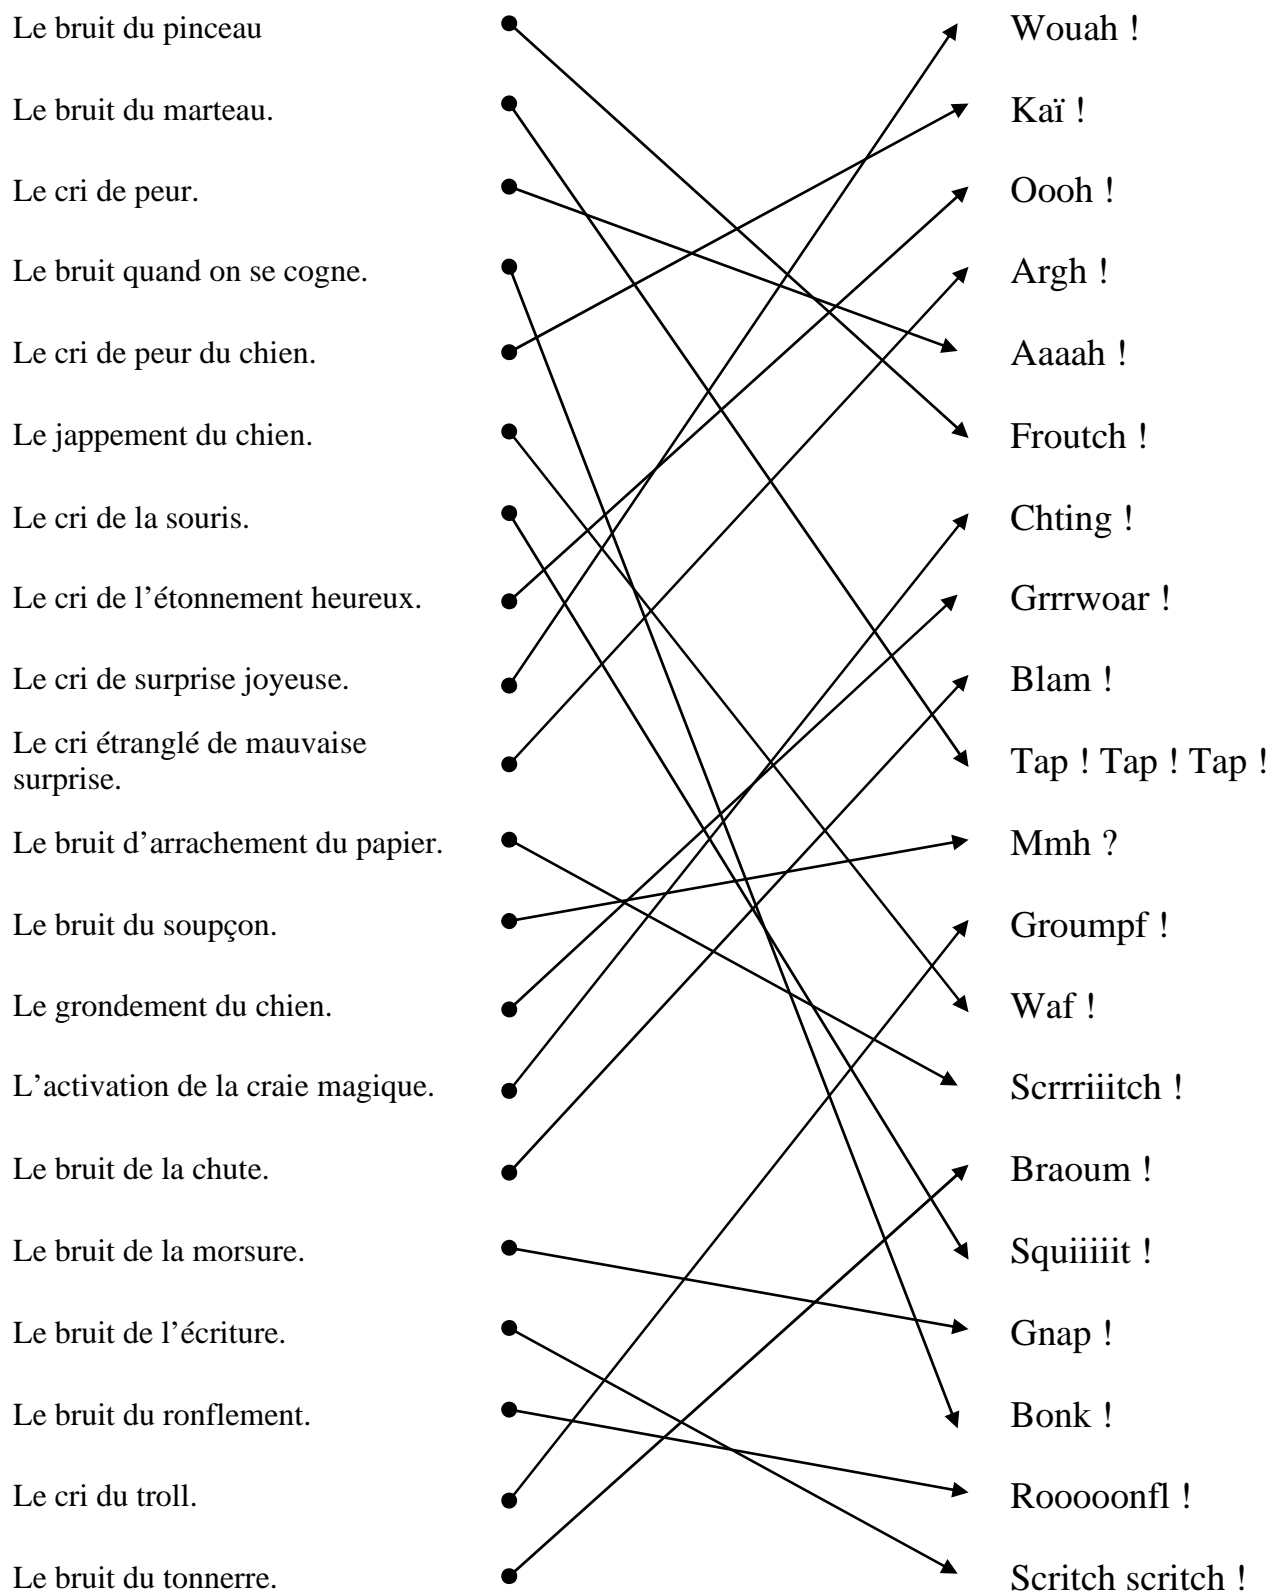 Le bruit du pinceau Wouah !
Le bruit du marteau. Kaï !
Le cri de peur. Oooh !
Le bruit quand on se cogne. Argh !
Le cri de peur du chien. Aaaah !
Le jappement du chien. Froutch !
Le cri de la souris. Chting !
Le cri de l’étonnement heureux. Grrrwoar !
Le cri de surprise joyeuse. Blam !
Le cri étranglé de mauvaise
surprise. Tap ! Tap ! Tap !
Le bruit d’arrachement du papier. Mmh ?
Le bruit du soupçon. Groumpf !
Le grondement du chien. Waf !
L’activation de la craie magique. Scrrriiitch !
Le bruit de la chute. Braoum !
Le bruit de la morsure. Squiiiiit !
Le bruit de l’écriture. Gnap !
Le bruit du ronflement. Bonk !
Le cri du troll. Rooooonfl !
Le bruit du tonnerre. Scritch scritch !